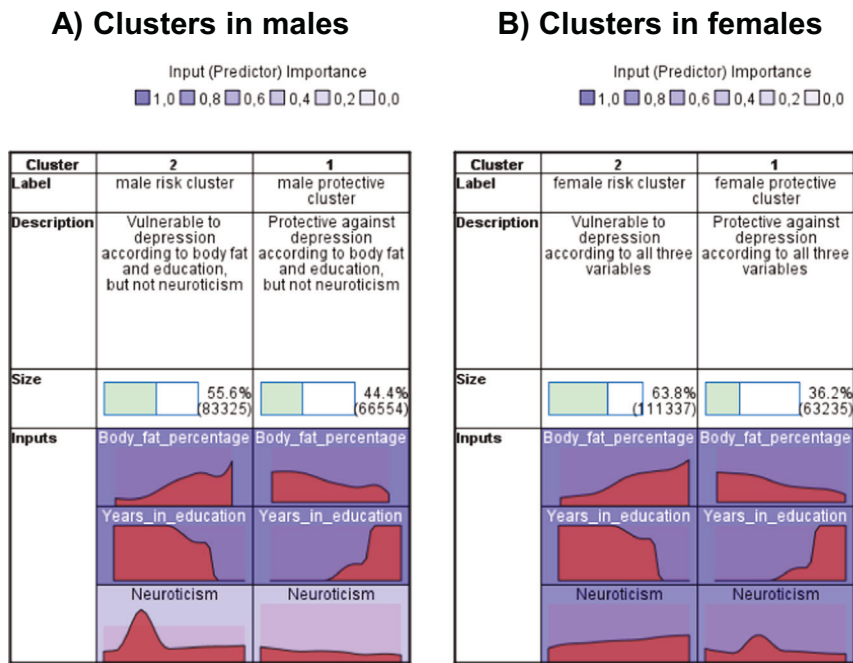 A) Clusters in males
Input (Predictor) Importance
1,0 0,8 0,6 0,4 0,2 0,0
Cluster 2 1
Label male risk cluster male protective
cluster
Description Vulnerable to Protective against
depression depression
according to body fat according to body fat
and education, and education,
but not neuroticism but not neuroticism
Size
55.6% 44.4%
(83325) (66554)
Inputs Body_fat_percentage Body_fat_percentage
Years_in_education Years_in_education
Neuroticism Neuroticism
B) Clusters in females
Input (Predictor) Importance
1,0 0,8 0,6 0,4 0,2 0,0
Cluster 2 1
Label female risk cluster female protective
cluster
Description Vulnerable to Protective against
depression depression
according to all three according to all three
variables variables
Size
63.8% 36.2%
(111337) (63235)
Inputs Body_fat_percentage Body_fat_percentage
Years_in_education Years_in_education
Neuroticism Neuroticism